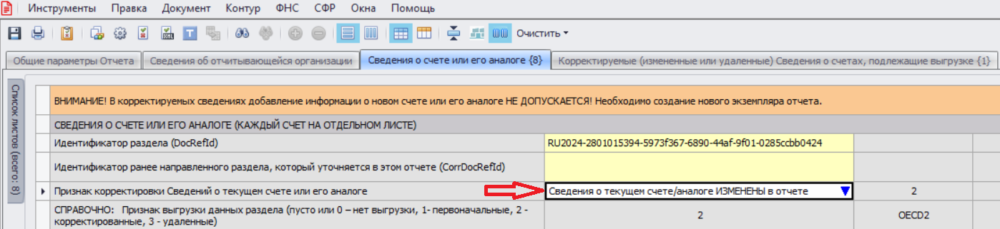 Инструменты Правка Документ Контур ФНС СФР Окна Помощь
Очистить
Общие параметры Отчета Сведения об отчитывающейся организации Сведения о счете или его аналоге {8} Корректируемые (измененные или удаленные) Сведения о счетах, подлежащие выгрузке {1}
Список листов (всего: 8)
ВНИМАНИЕ! В корректируемых сведениях добавление информации о новом счете или его аналоге НЕ ДОПУСКАЕТСЯ! Необходимо создание нового экземпляра отчета.
СВЕДЕНИЯ О СЧЕТЕ ИЛИ ЕГО АНАЛОГЕ (КАЖДЫЙ СЧЕТ НА ОТДЕЛЬНОМ ЛИСТЕ)
Идентификатор раздела (DocRefId) RU2024-2801015394-5973f367-6890-44af-9f01-0285ccbb0424
Идентификатор ранее направленного раздела, который уточняется в этом отчете (CorrDocRefId)
Признак корректировки Сведений о текущем счете или его аналоге Сведения о текущем счете/аналоге ИЗМЕНЕНЫ в отчете 2
СПРАВОЧНО: Признак выгрузки данных раздела (пусто или 0 – нет выгрузки, 1- первоначальные, 2 -
корректированные, 3 - удаленные) 2 OECD2